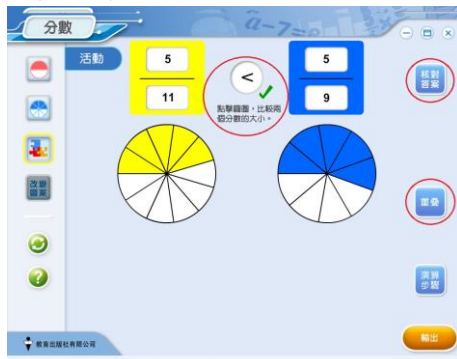 分數
â-7=
活動
5
11
<
5
9
點擊圓圈，比較兩
個分數的大小。
核對
答案
改變
圖案
重疊
演算
步驟
輸出
教育出版社有限公司
?